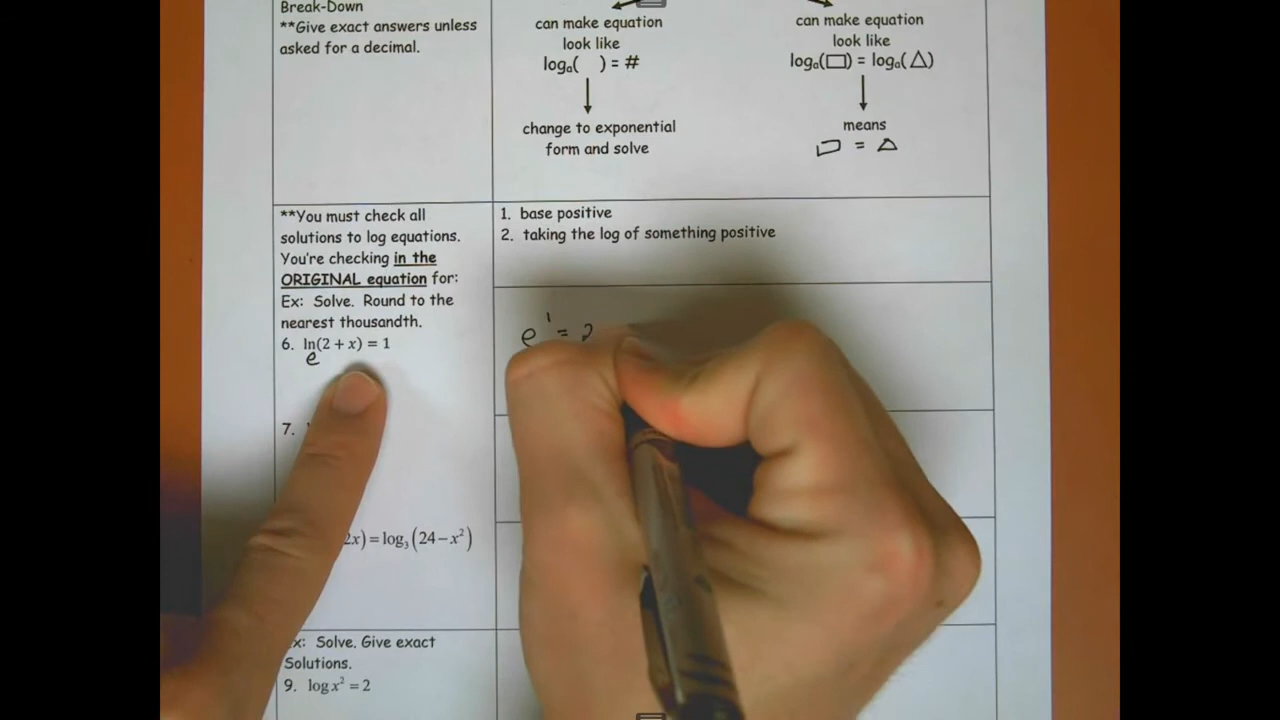 Break-Down
**Give exact answers unless
asked for a decimal.
can make equation
look like
logₐ( ) = #
change to exponential
form and solve
can make equation
look like
logₐ(□) = logₐ(△)
means
□ = △
**You must check all
solutions to log equations.
You're checking in the
ORIGINAL equation for:
1. base positive
2. taking the log of something positive
Ex: Solve. Round to the
nearest thousandth.
6. ln(2 + x) = 1
e
e¹ = 2
7.
2x) = log₃(24 − x²)
x: Solve. Give exact
Solutions.
9. log x² = 2